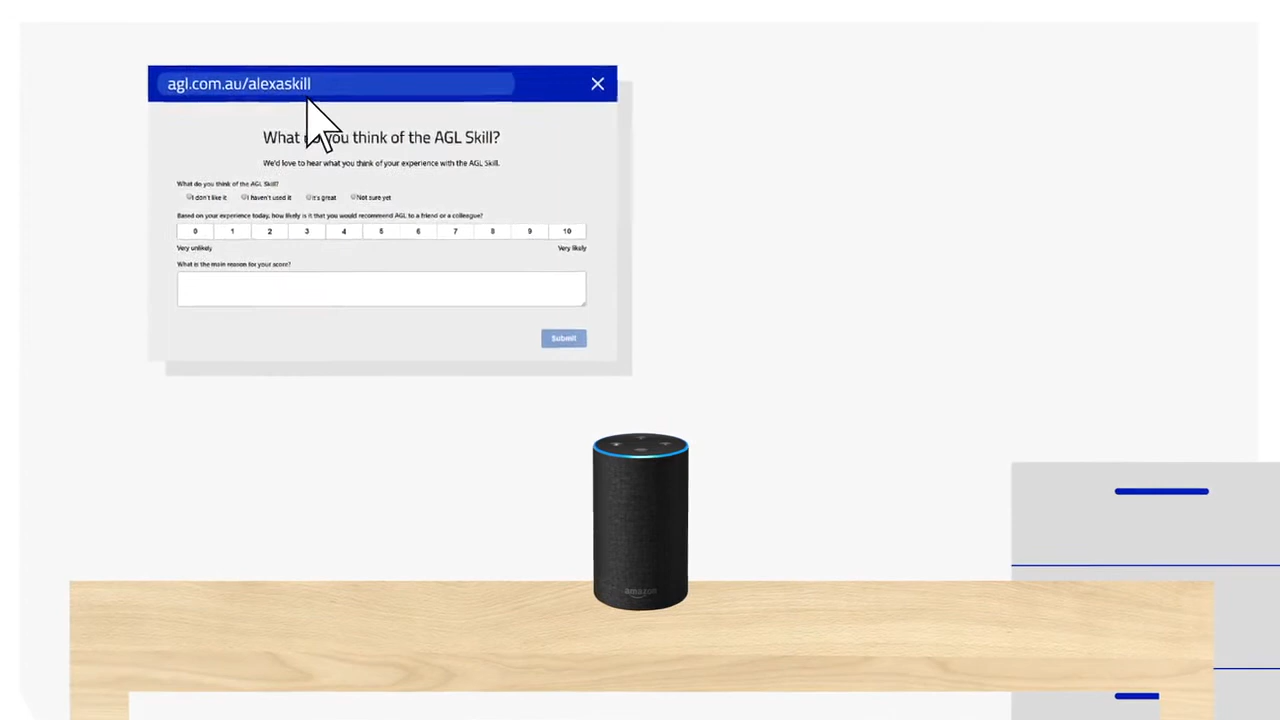 agl.com.au/alexaskill
What do you think of the AGL Skill?
We'd love to hear what you think of your experience with the AGL Skill.
What do you think of the AGL Skill?
I don't like it I haven't used it It's great Not sure yet
Based on your experience today, how likely is it that you would recommend AGL to a friend or a colleague?
0 1 2 3 4 5 6 7 8 9 10
Very unlikely Very likely
What is the main reason for your score?
Submit
amazon